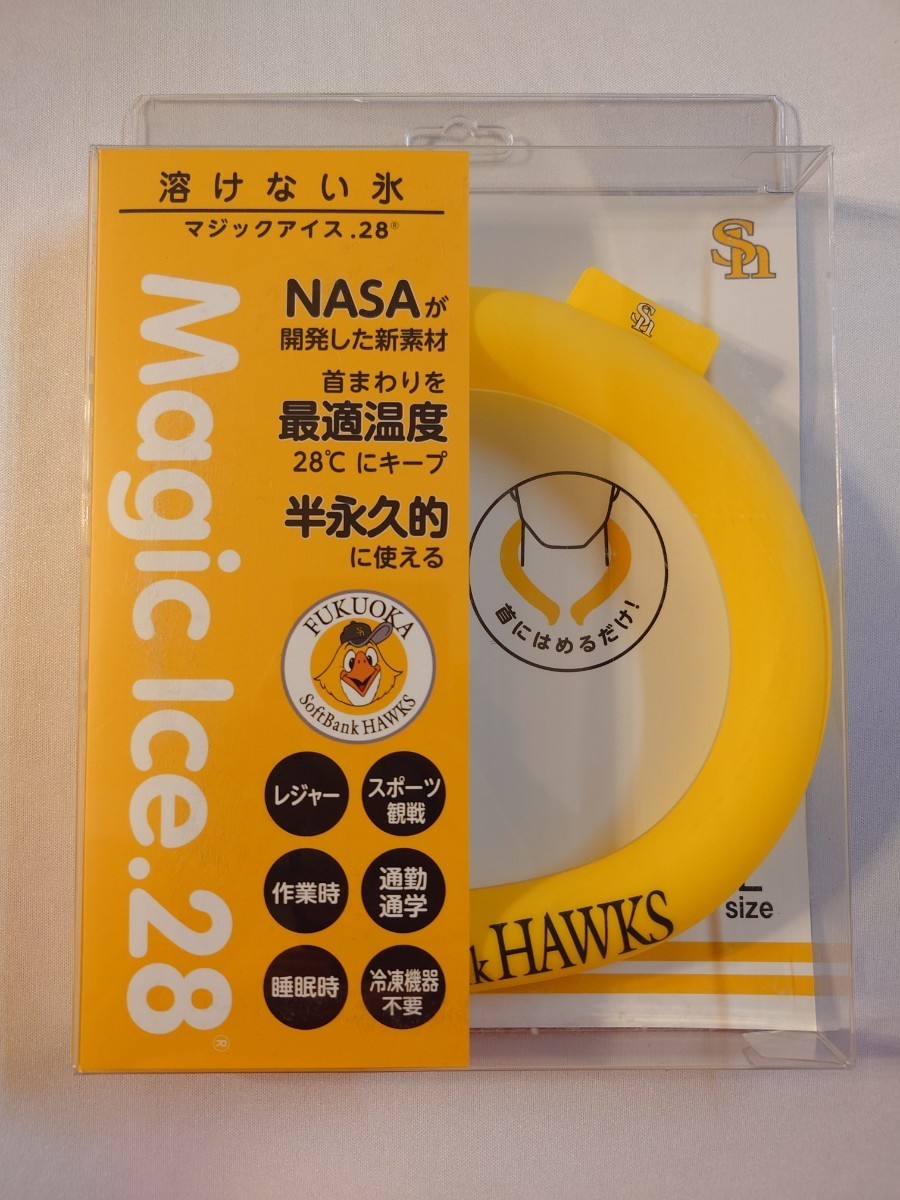 溶けない氷
マジックアイス.28®
Magic Ice.28®
NASAが
開発した新素材
首まわりを
最適温度
28℃ にキープ
半永久的
に使える
FUKUOKA
SoftBank HAWKS
レジャー
スポーツ
観戦
作業時
通勤
通学
睡眠時
冷凍機器
不要
Sh
Sh
首にはめるだけ!
size
k HAWKS